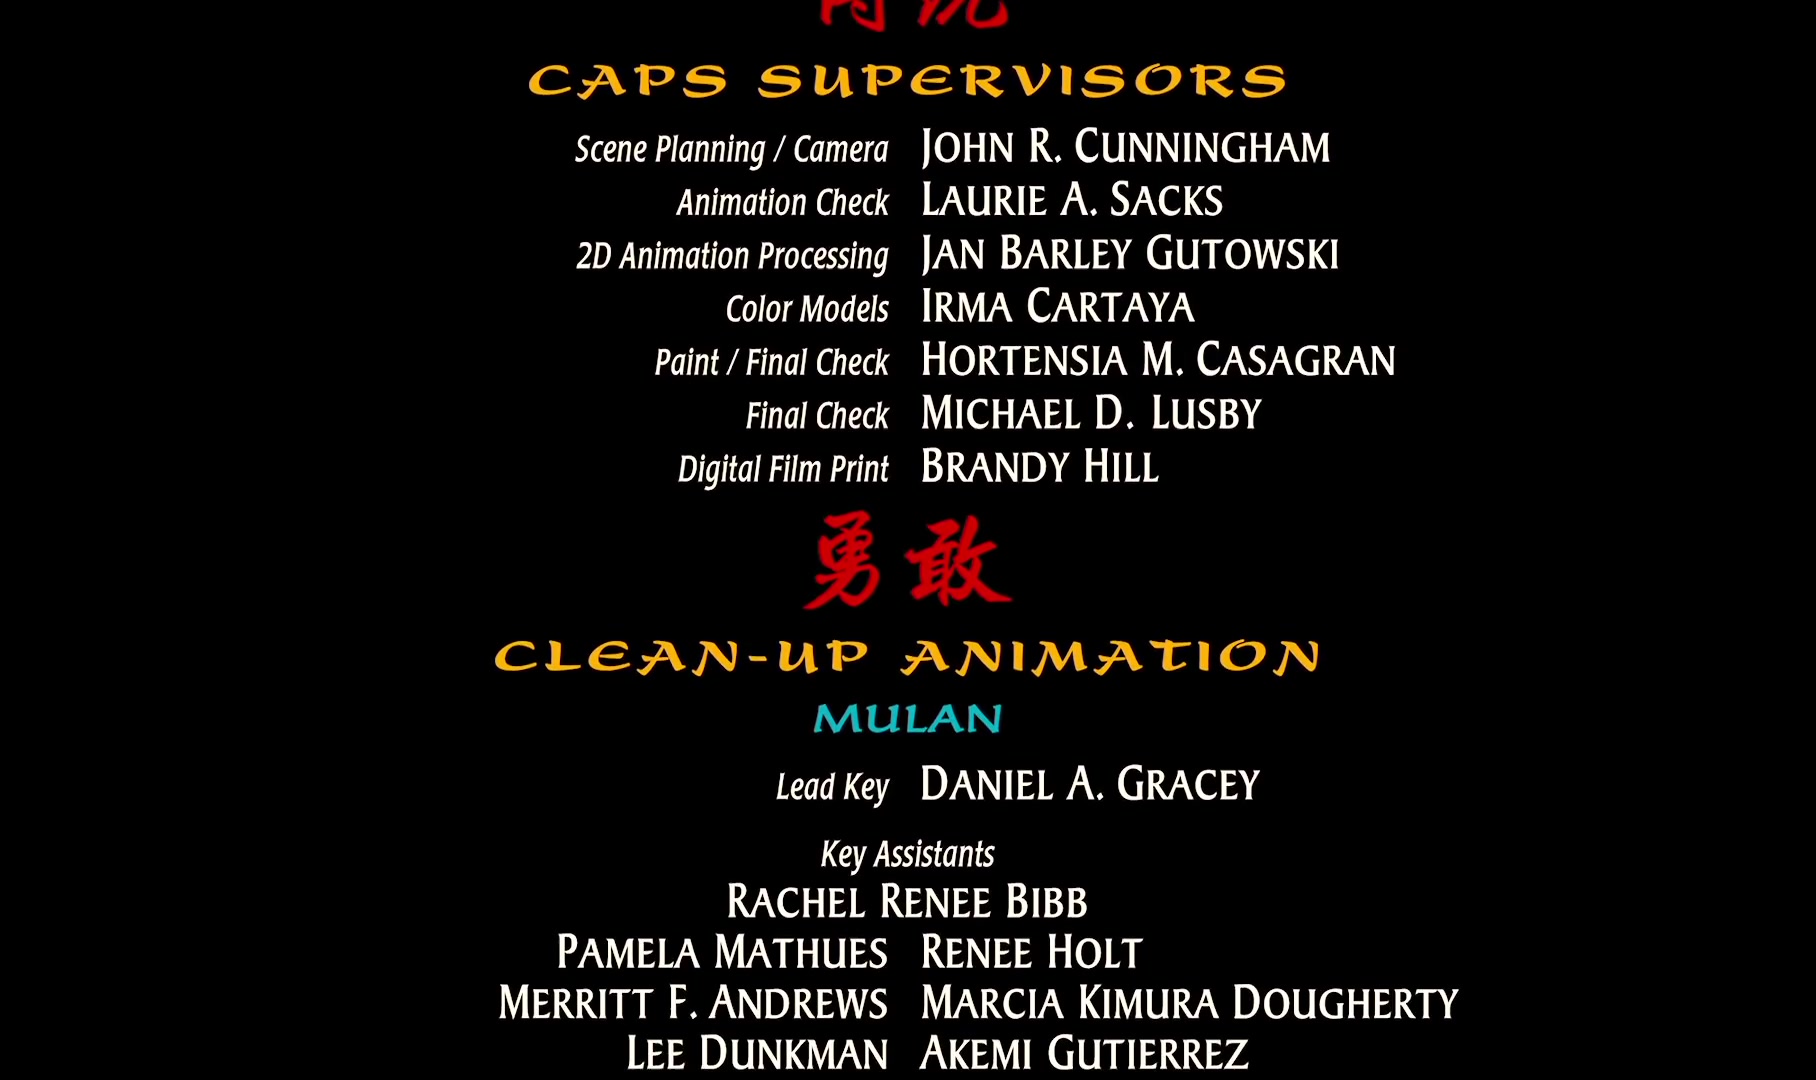 CAPS SUPERVISORS
Scene Planning / Camera JOHN R. CUNNINGHAM
Animation Check LAURIE A. SACKS
2D Animation Processing JAN BARLEY GUTOWSKI
Color Models IRMA CARTAYA
Paint / Final Check HORTENSIA M. CASAGRAN
Final Check MICHAEL D. LUSBY
Digital Film Print BRANDY HILL
勇敢
CLEAN-UP ANIMATION
MULAN
Lead Key DANIEL A. GRACEY
Key Assistants
RACHEL RENEE BIBB
PAMELA MATHUES RENEE HOLT
MERRITT F. ANDREWS MARCIA KIMURA DOUGHERTY
LEE DUNKMAN AKEMI GUTIERREZ